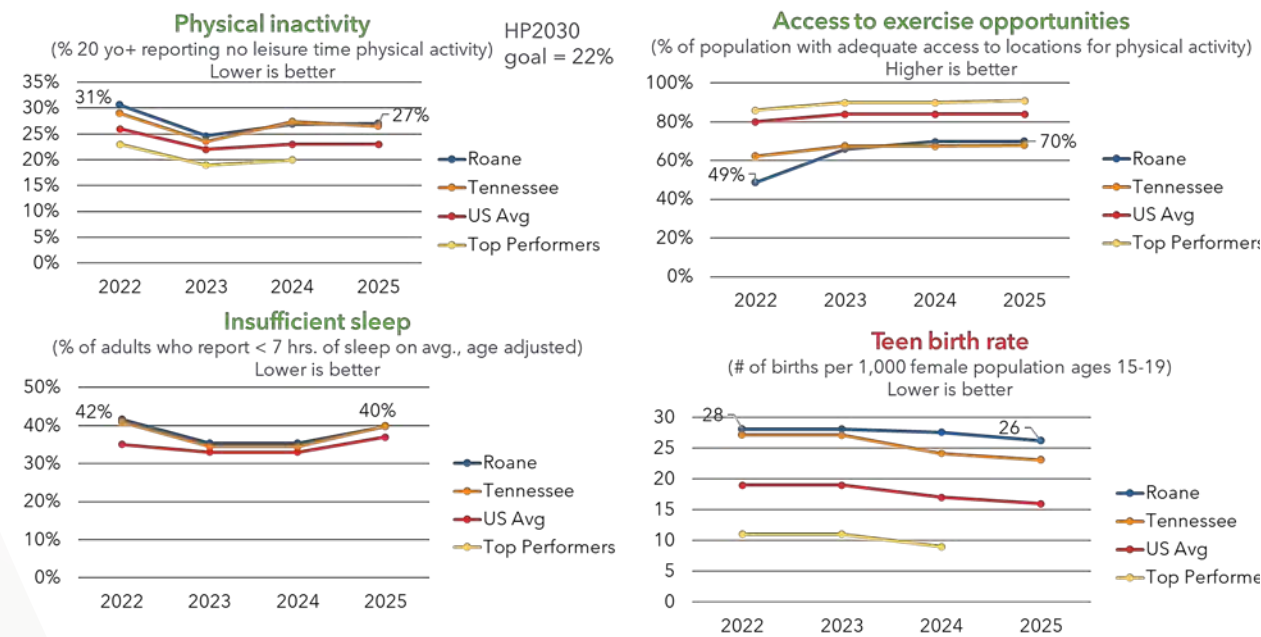 Physical inactivity
(% 20 yo+ reporting no leisure time physical activity)
Lower is better
HP2030
goal = 22%
35%
30%
25%
20%
15%
10%
5%
0%
31%
27%
2022 2023 2024 2025
Roane
Tennessee
US Avg
Top Performers
Access to exercise opportunities
(% of population with adequate access to locations for physical activity)
Higher is better
100%
80%
60%
40%
20%
0%
49%
70%
2022 2023 2024 2025
Roane
Tennessee
US Avg
Top Performers
Insufficient sleep
(% of adults who report < 7 hrs. of sleep on avg., age adjusted)
Lower is better
50%
40%
30%
20%
10%
0%
42%
40%
2022 2023 2024 2025
Roane
Tennessee
US Avg
Top Performers
Teen birth rate
(# of births per 1,000 female population ages 15-19)
Lower is better
30
25
20
15
10
5
0
28
26
2022 2023 2024 2025
Roane
Tennessee
US Avg
Top Performe